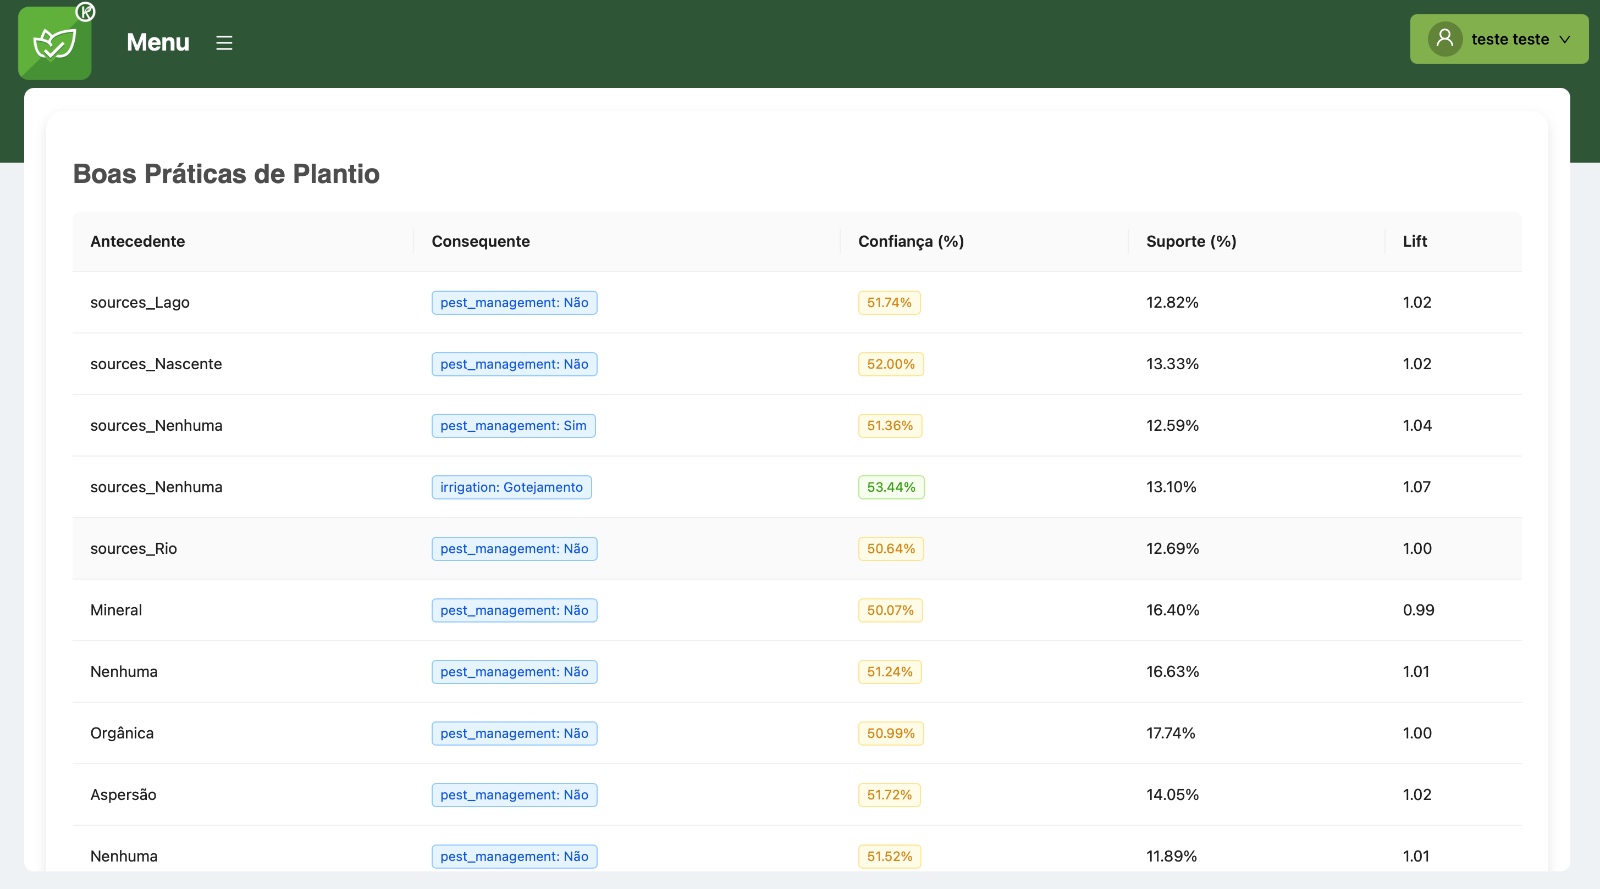 K
Menu
teste teste
Boas Práticas de Plantio
Antecedente Consequente Confiança (%) Suporte (%) Lift
sources_Lago pest_management: Não 51.74% 12.82% 1.02
sources_Nascente pest_management: Não 52.00% 13.33% 1.02
sources_Nenhuma pest_management: Sim 51.36% 12.59% 1.04
sources_Nenhuma irrigation: Gotejamento 53.44% 13.10% 1.07
sources_Rio pest_management: Não 50.64% 12.69% 1.00
Mineral pest_management: Não 50.07% 16.40% 0.99
Nenhuma pest_management: Não 51.24% 16.63% 1.01
Orgânica pest_management: Não 50.99% 17.74% 1.00
Aspersão pest_management: Não 51.72% 14.05% 1.02
Nenhuma pest_management: Não 51.52% 11.89% 1.01